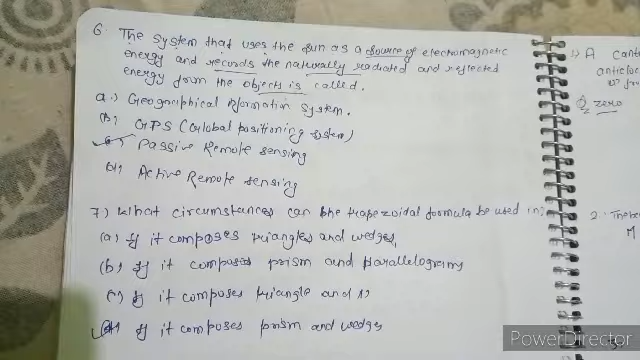 6. The system that uses the sun as a source of electromagnetic
energy and records the naturally radiated and reflected
energy from the objects is called.
a.) Geographical Information System.
(b) GPS (Global positioning system)
(c) Passive Remote sensing
(d) Active Remote sensing
7) What circumstances can the trapezoidal formula be used in;
(a) If it composes triangles and wedges,
(b) If it composes prism and parallelograms
(c) If it composes triangle and
(d) If it composes prism and wedges
1) A
zero
2.
M
PowerDirector